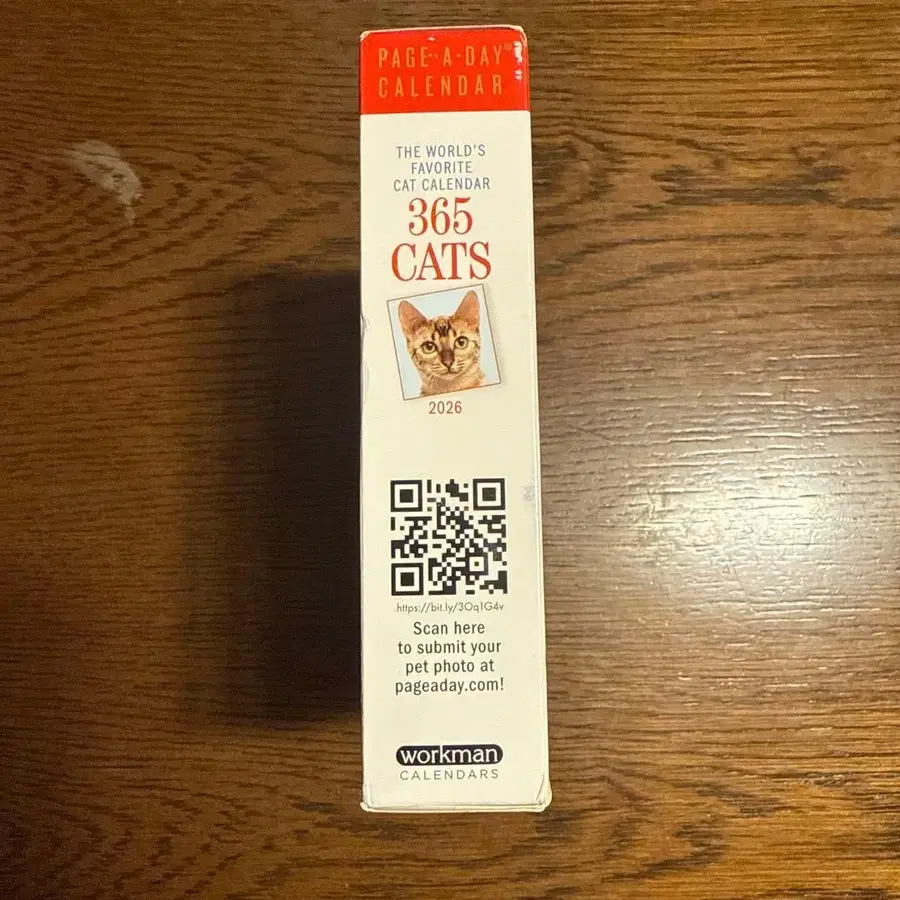 PAGE-A-DAY®
CALENDAR
THE WORLD'S
FAVORITE
CAT CALENDAR
365
CATS
2026
https://bit.ly/3Oq1G4v
Scan here
to submit your
pet photo at
pageaday.com!
workman
CALENDARS